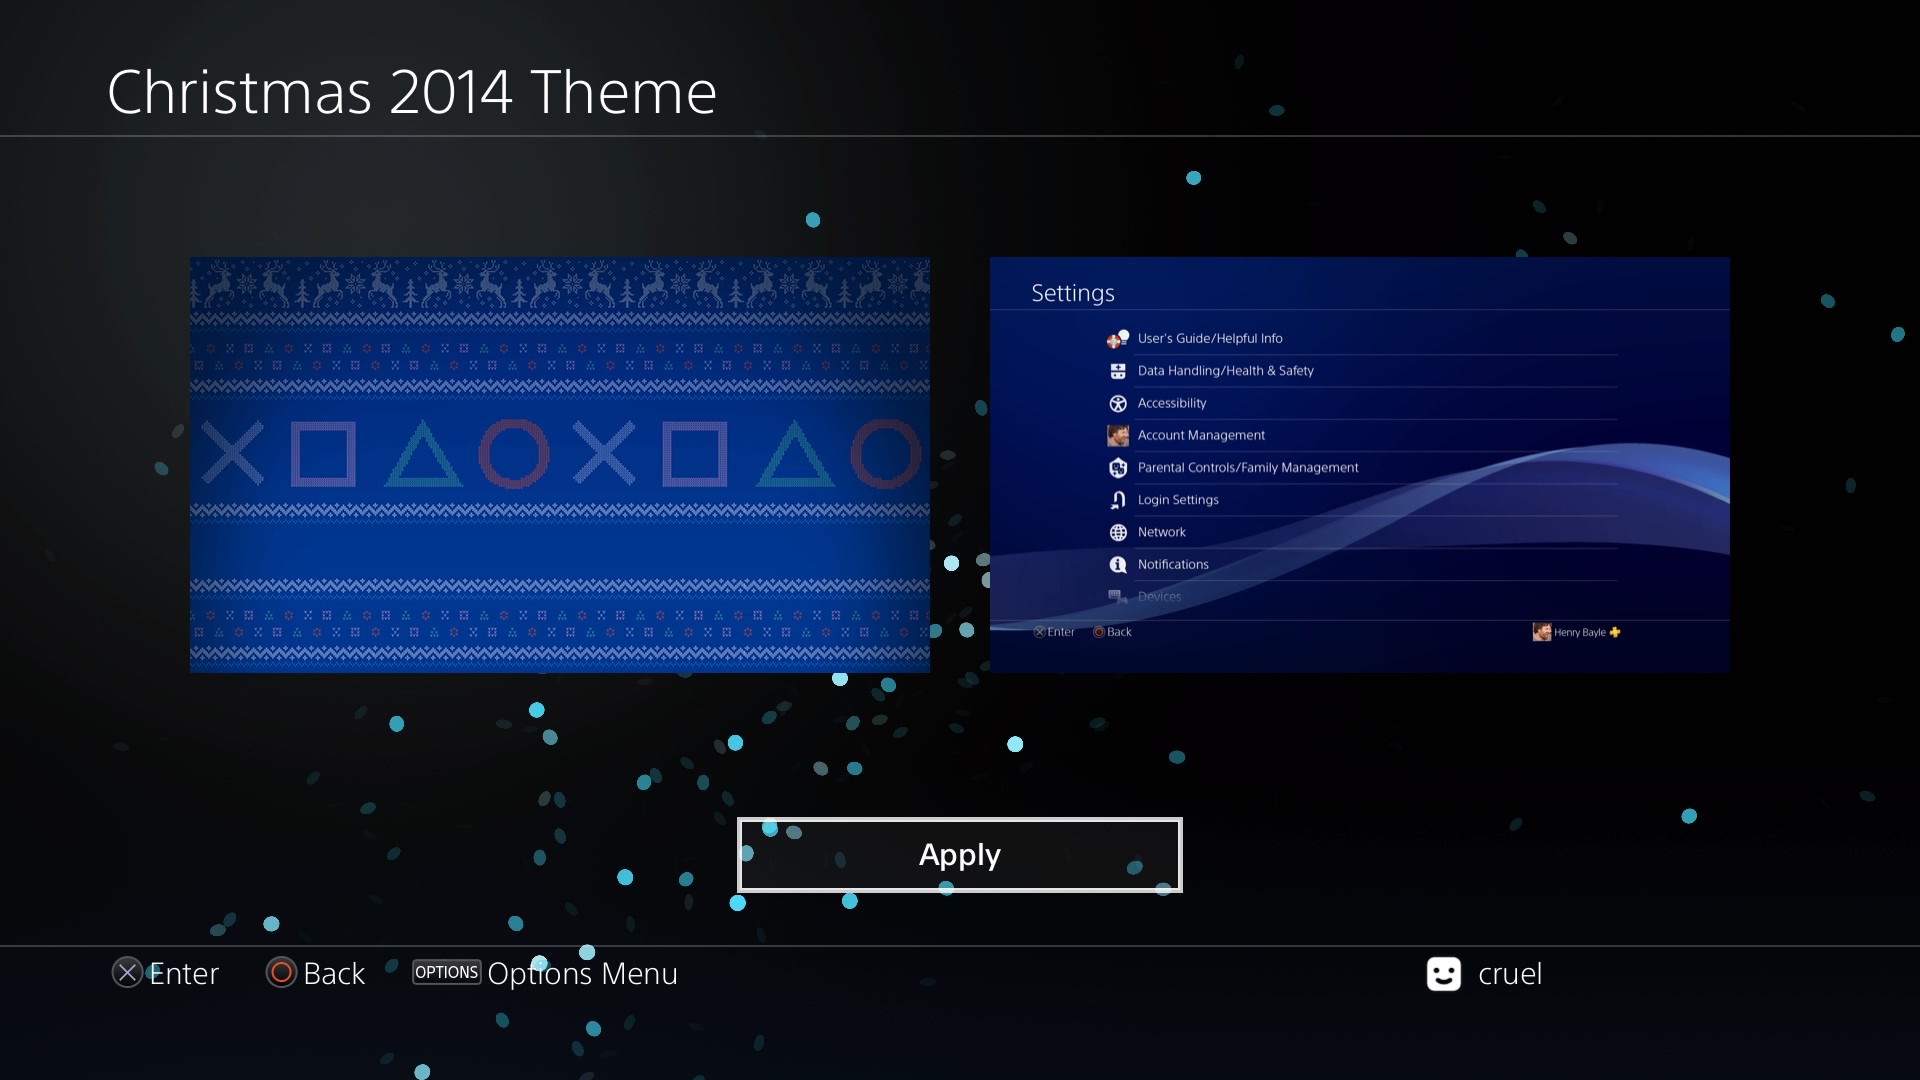 Christmas 2014 Theme
Settings
User's Guide/Helpful Info
Data Handling/Health & Safety
Accessibility
Account Management
Parental Controls/Family Management
Login Settings
Network
Notifications
Devices
Enter Back
Henry Bayle
Apply
Enter Back OPTIONS Options Menu
cruel